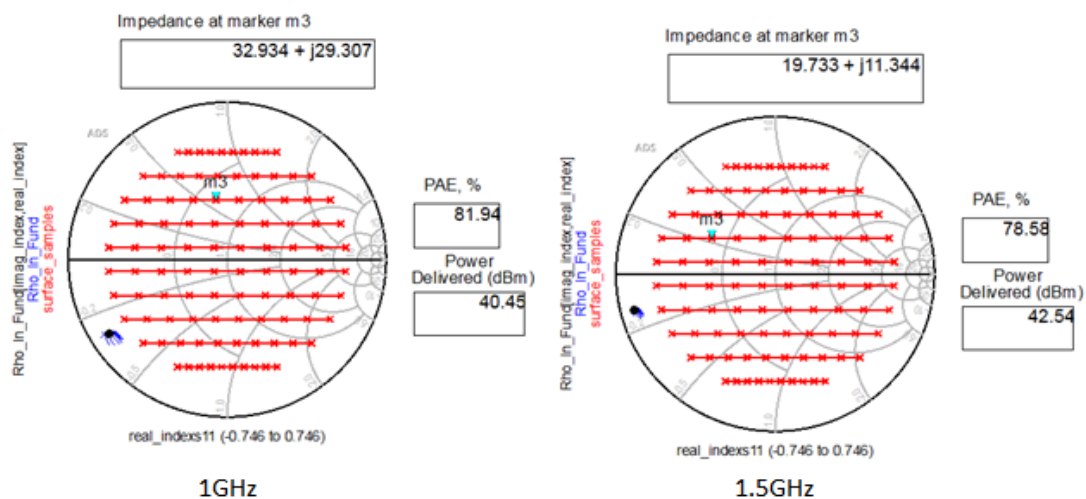 Impedance at marker m3
32.934 + j29.307
ADS
m3
Rho_In_Fund[imag_index,real_index]
Rho_In_Fund
surface_samples
PAE, %
81.94
Power
Delivered (dBm)
40.45
real_indexs11 (-0.746 to 0.746)
1GHz
Impedance at marker m3
19.733 + j11.344
ADS
m3
Rho_In_Fund[imag_index,real_index]
Rho_In_Fund
surface_samples
PAE, %
78.58
Power
Delivered (dBm)
42.54
real_indexs11 (-0.746 to 0.746)
1.5GHz